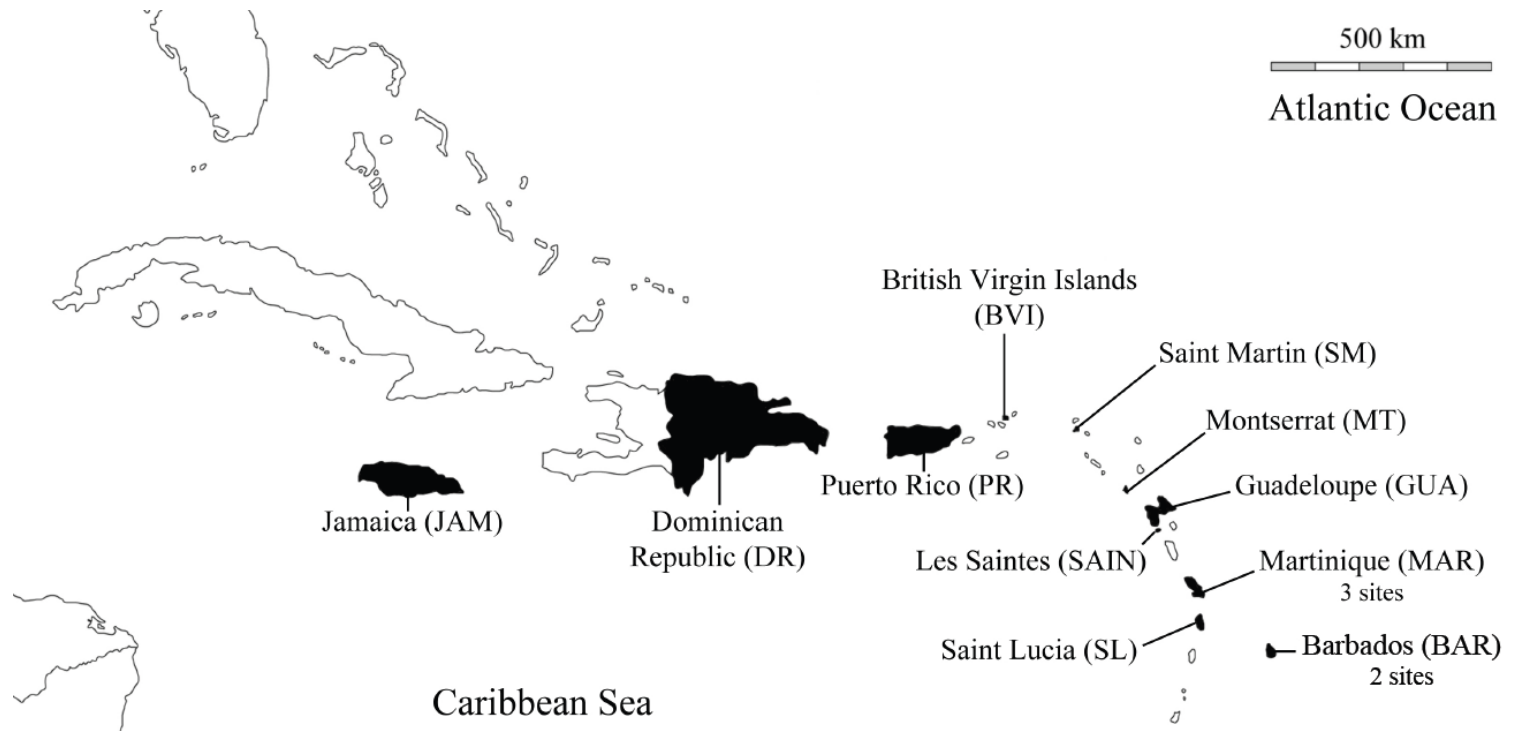 500 km
Atlantic Ocean
British Virgin Islands
(BVI)
Saint Martin (SM)
Montserrat (MT)
Guadeloupe (GUA)
Puerto Rico (PR)
Jamaica (JAM)
Dominican
Republic (DR)
Les Saintes (SAIN)
Martinique (MAR)
3 sites
Saint Lucia (SL)
Barbados (BAR)
2 sites
Caribbean Sea